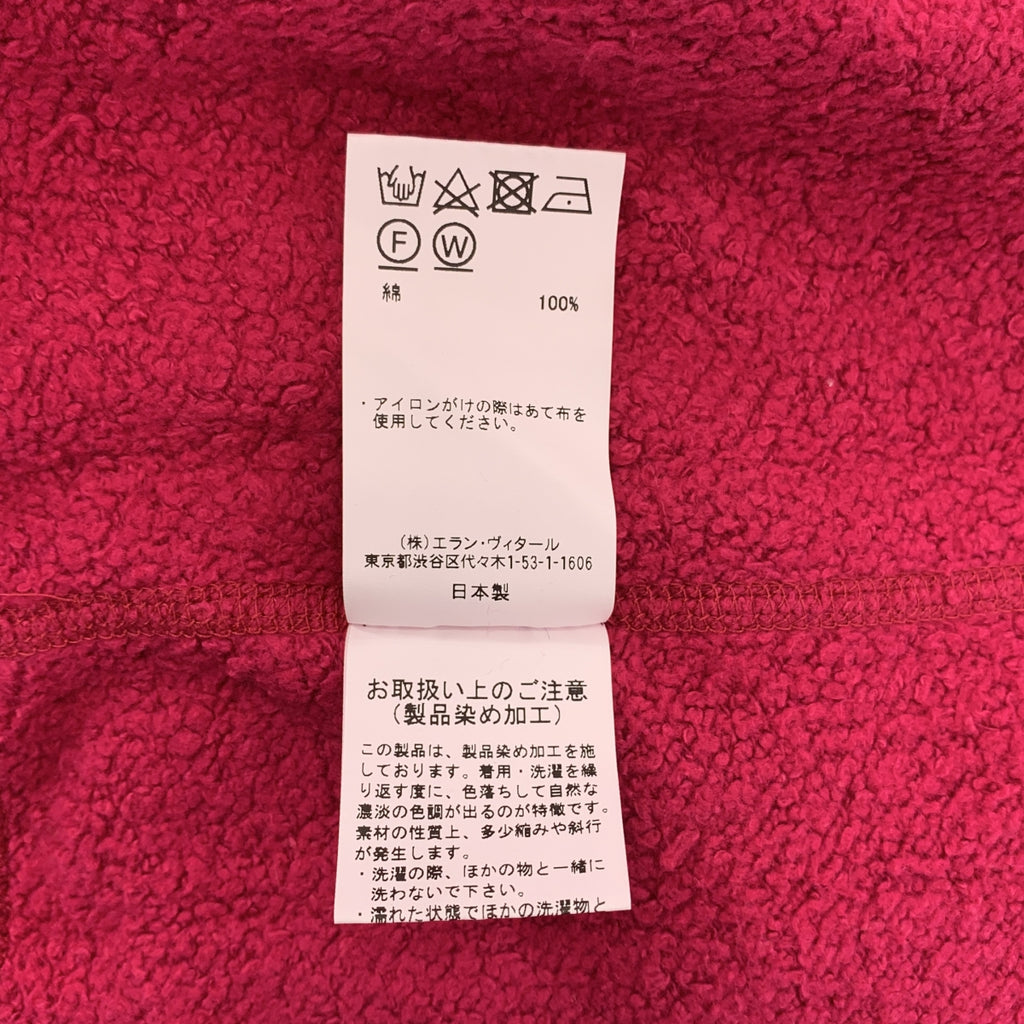 F W
綿 100%
・アイロンがけの際はあて布を
使用してください。
(株)エラン・ヴィタール
東京都渋谷区代々木1-53-1-1606
日本製
お取扱い上のご注意
(製品染め加工)
この製品は、製品染め加工を施
しております。着用・洗濯を繰
り返す度に、色落ちして自然な
濃淡の色調が出るのが特徴です。
素材の性質上、多少縮みや斜行
が発生します。
・洗濯の際、ほかの物と一緒に
洗わないで下さい。
・濡れた状態でほかの洗濯物と